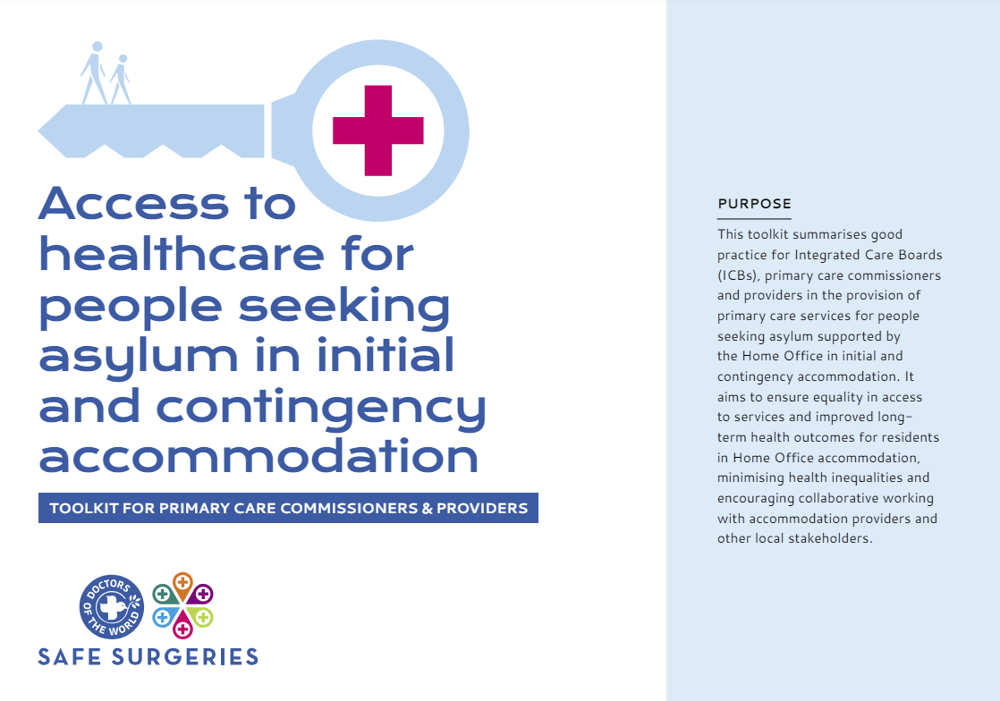 Access to
healthcare for
people seeking
asylum in initial
and contingency
accommodation
TOOLKIT FOR PRIMARY CARE COMMISSIONERS & PROVIDERS
DOCTORS
OF THE WORLD
SAFE SURGERIES
PURPOSE
This toolkit summarises good
practice for Integrated Care Boards
(ICBs), primary care commissioners
and providers in the provision of
primary care services for people
seeking asylum supported by
the Home Office in initial and
contingency accommodation. It
aims to ensure equality in access
to services and improved long-
term health outcomes for residents
in Home Office accommodation,
minimising health inequalities and
encouraging collaborative working
with accommodation providers and
other local stakeholders.